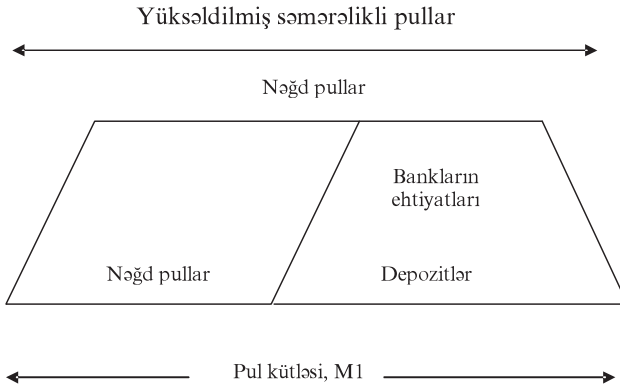 Yüksəldilmiş səmərəlikli pullar
Nəğd pullar
Bankların
ehtiyatları
Nəğd pullar
Depozitlər
Pul kütləsi, M1